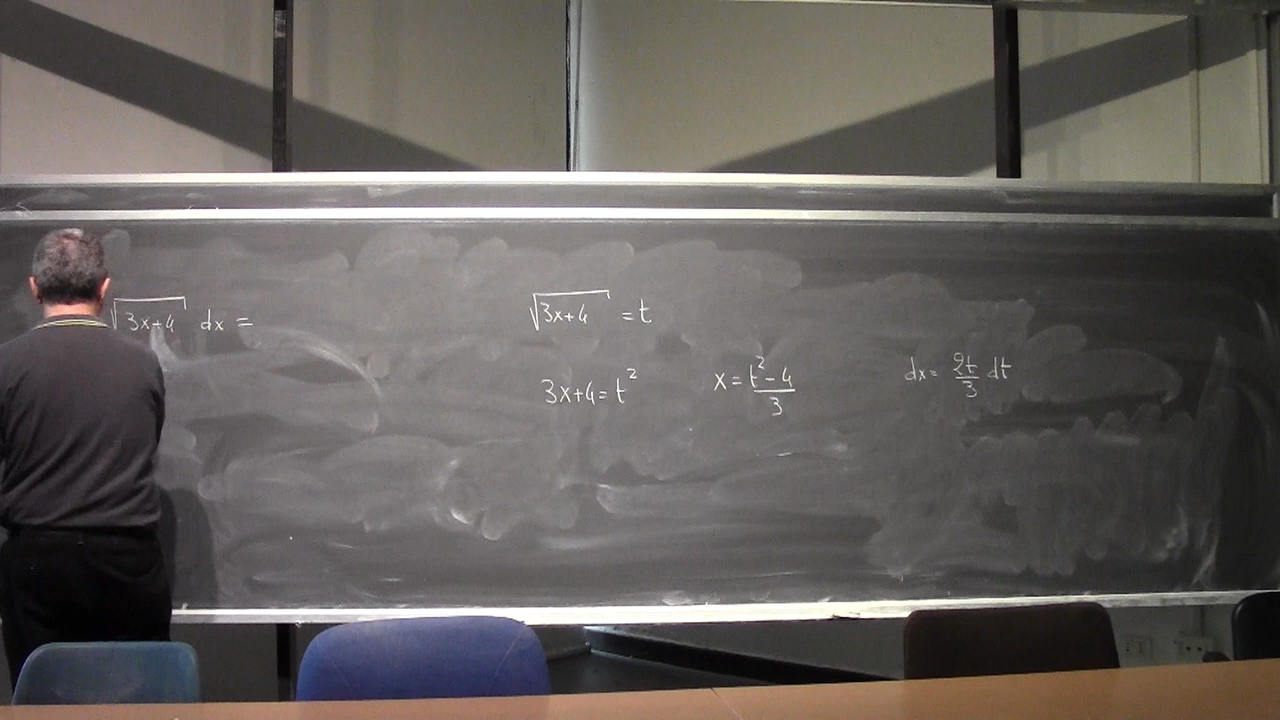 √3x+4 dx =
√3x+4 = t
3x+4 = t² x = t²-4/3 dx = 2t/3 dt